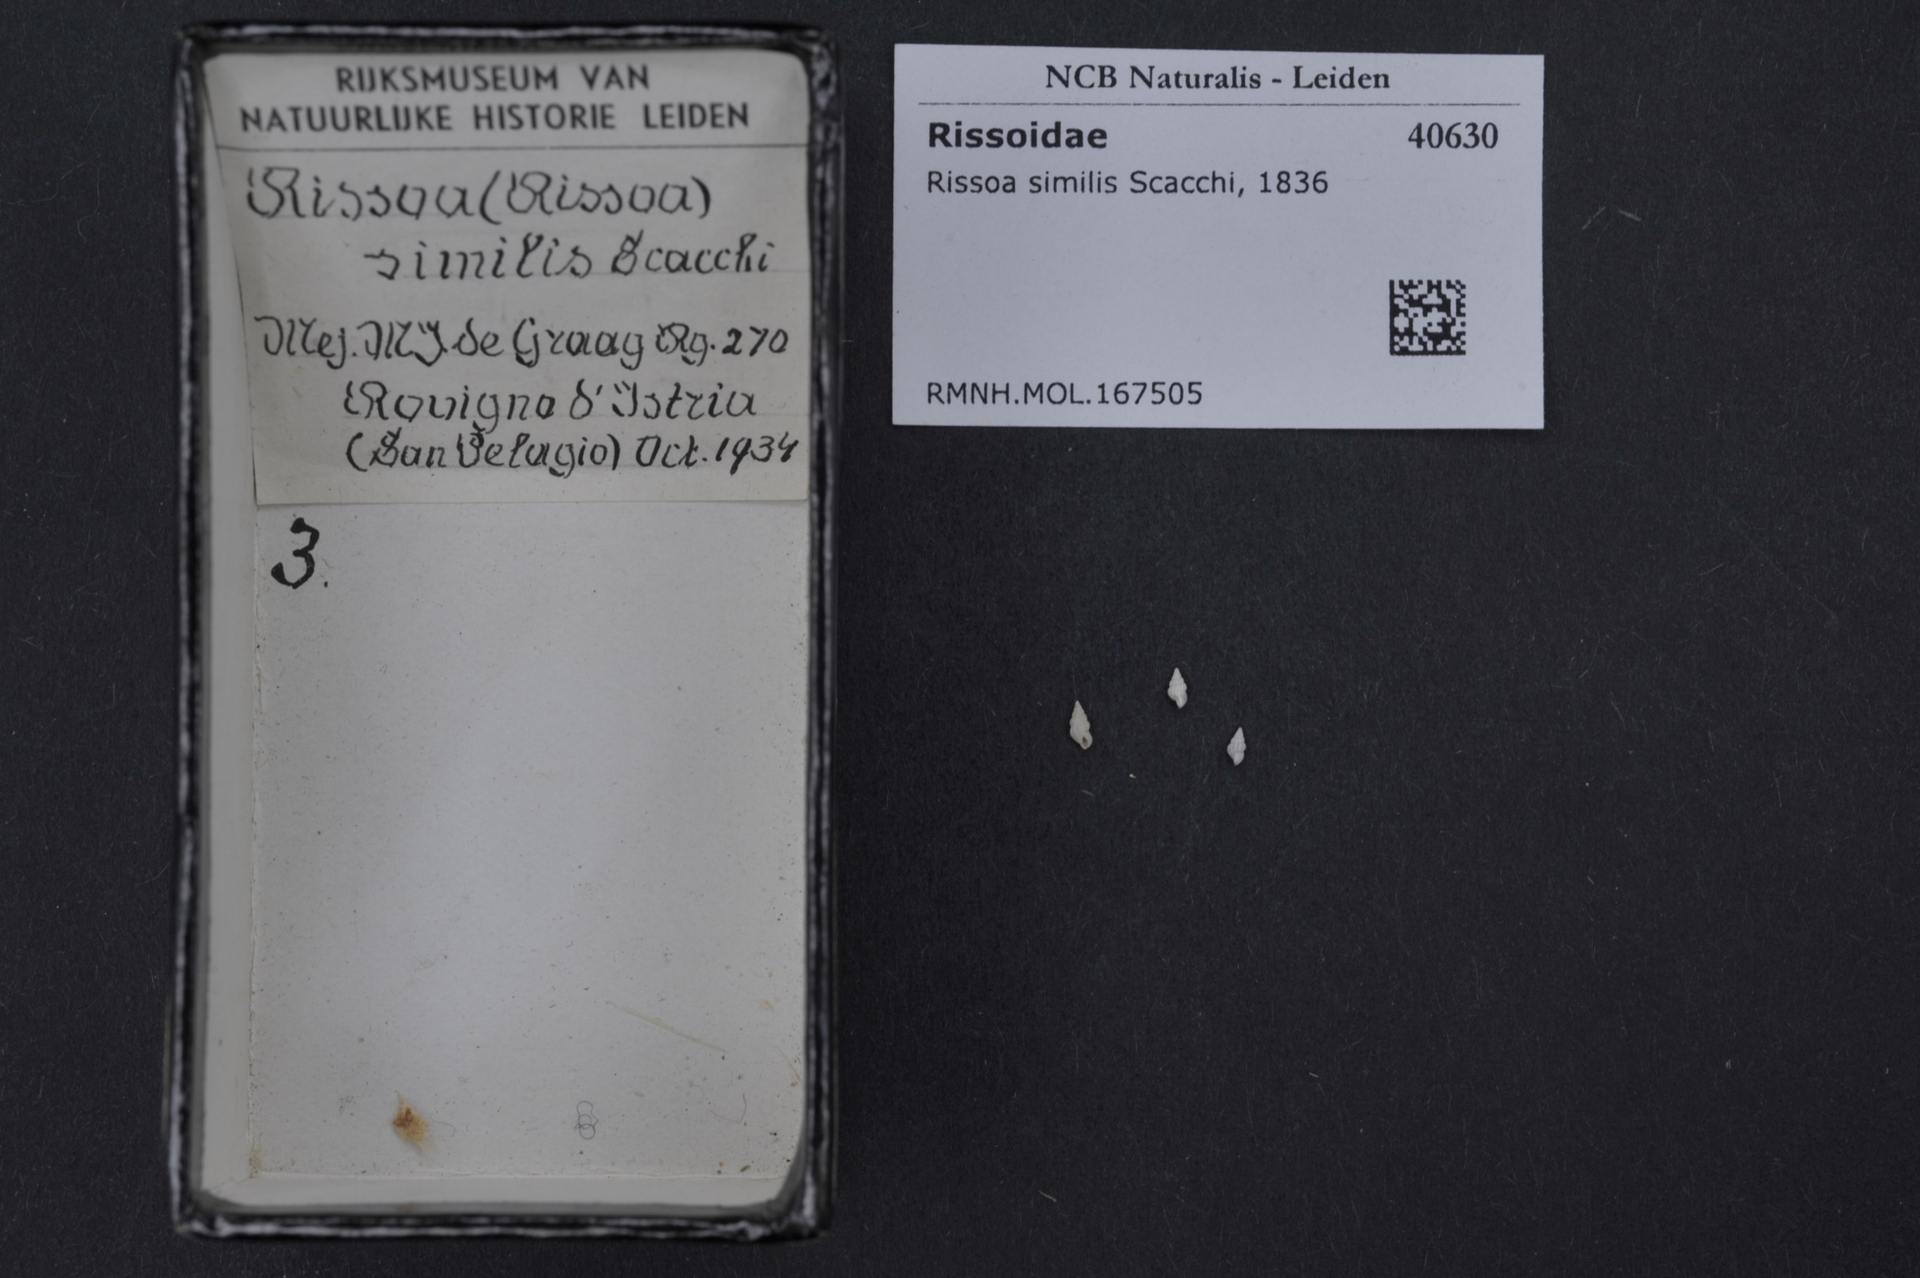 RIJKSMUSEUM VAN
NATUURLIJKE HISTORIE LEIDEN
Rissoa (Rissoa)
similis Scacchi
Mej. M.J. de Graag Rg. 270
Rovigno d'Istria
(San Pelagio) Oct. 1934
3.
NCB Naturalis - Leiden
Rissoidae 40630
Rissoa similis Scacchi, 1836
RMNH.MOL.167505